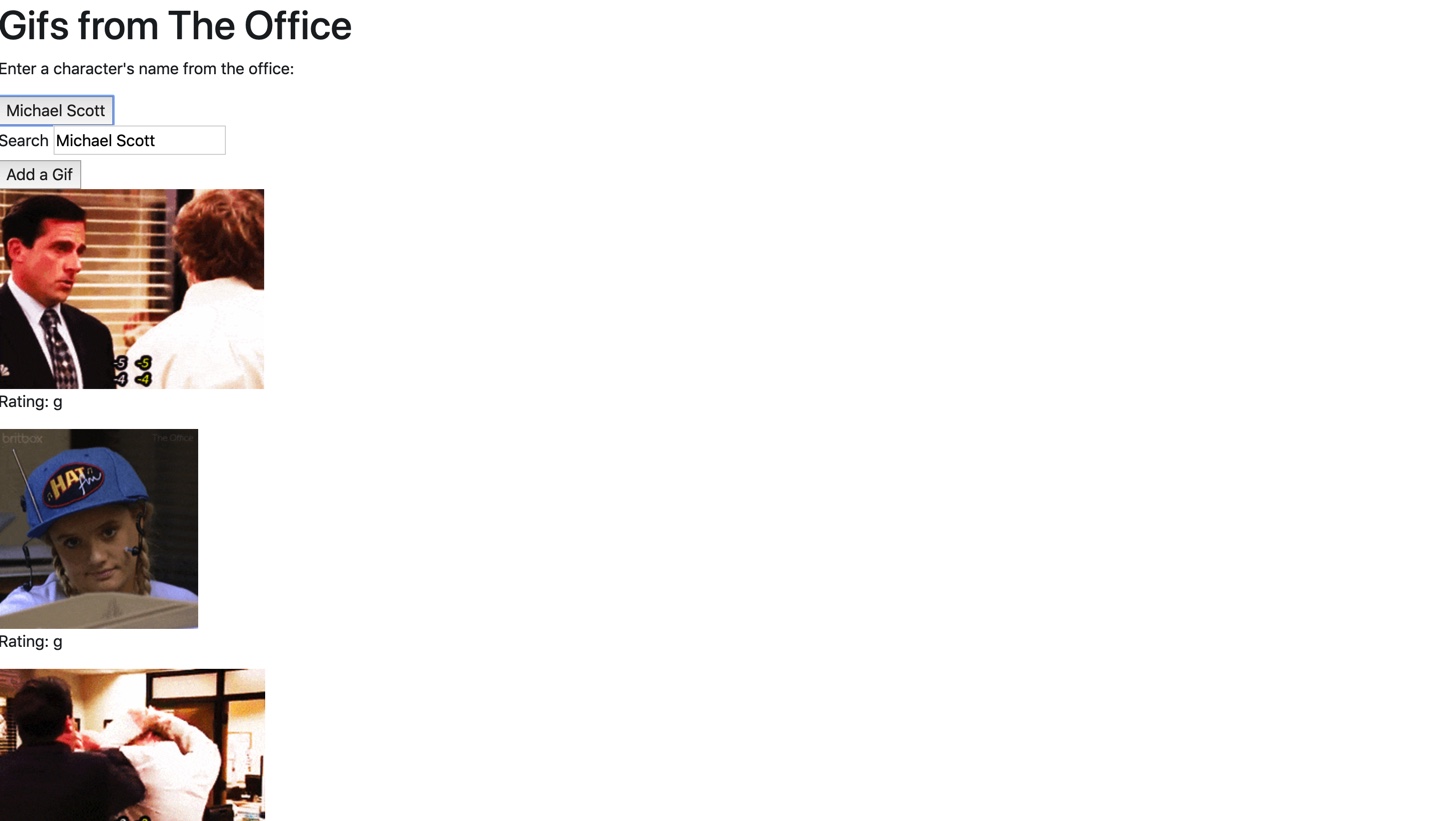 Gifs from The Office
Enter a character's name from the office:
Michael Scott
Search Michael Scott
Add a Gif
-5 -5
-4 -4
Rating: g
britbox The Office
HAT
fm
Rating: g